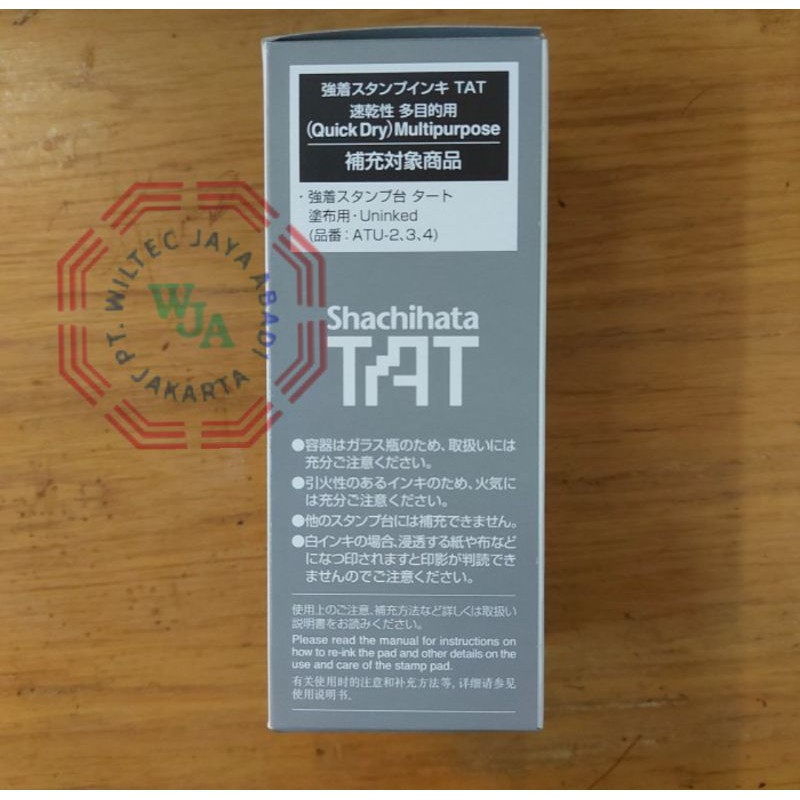 強着スタンプインキ TAT
速乾性 多目的用
(Quick Dry) Multipurpose
補充対象商品
・強着スタンプ台 タート
塗布用・Uninked
(品番：ATU-2、3、4)
PT. WILTEC JAYA ABADI
WJA
JAKARTA
Shachihata
TAT
●容器はガラス瓶のため、取扱いには
充分ご注意ください。
●引火性のあるインキのため、火気に
は充分ご注意ください。
●他のスタンプ台には補充できません。
●白インキの場合、浸透する紙や布など
になつ印されますと印影が判読でき
ませんのでご注意ください。
使用上のご注意、補充方法など詳しくは取扱い
説明書をお読みください。
Please read the manual for instructions on
how to re-ink the pad and other details on the
use and care of the stamp pad.
有关使用时的注意和补充方法等，详细请参见
使用说明书.